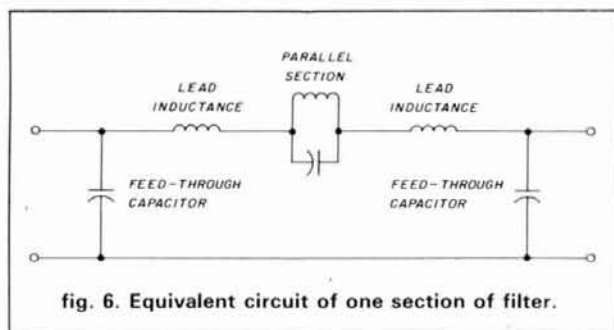 PARALLEL
SECTION
LEAD
INDUCTANCE
LEAD
INDUCTANCE
FEED-THROUGH
CAPACITOR
FEED-THROUGH
CAPACITOR
fig. 6. Equivalent circuit of one section of filter.